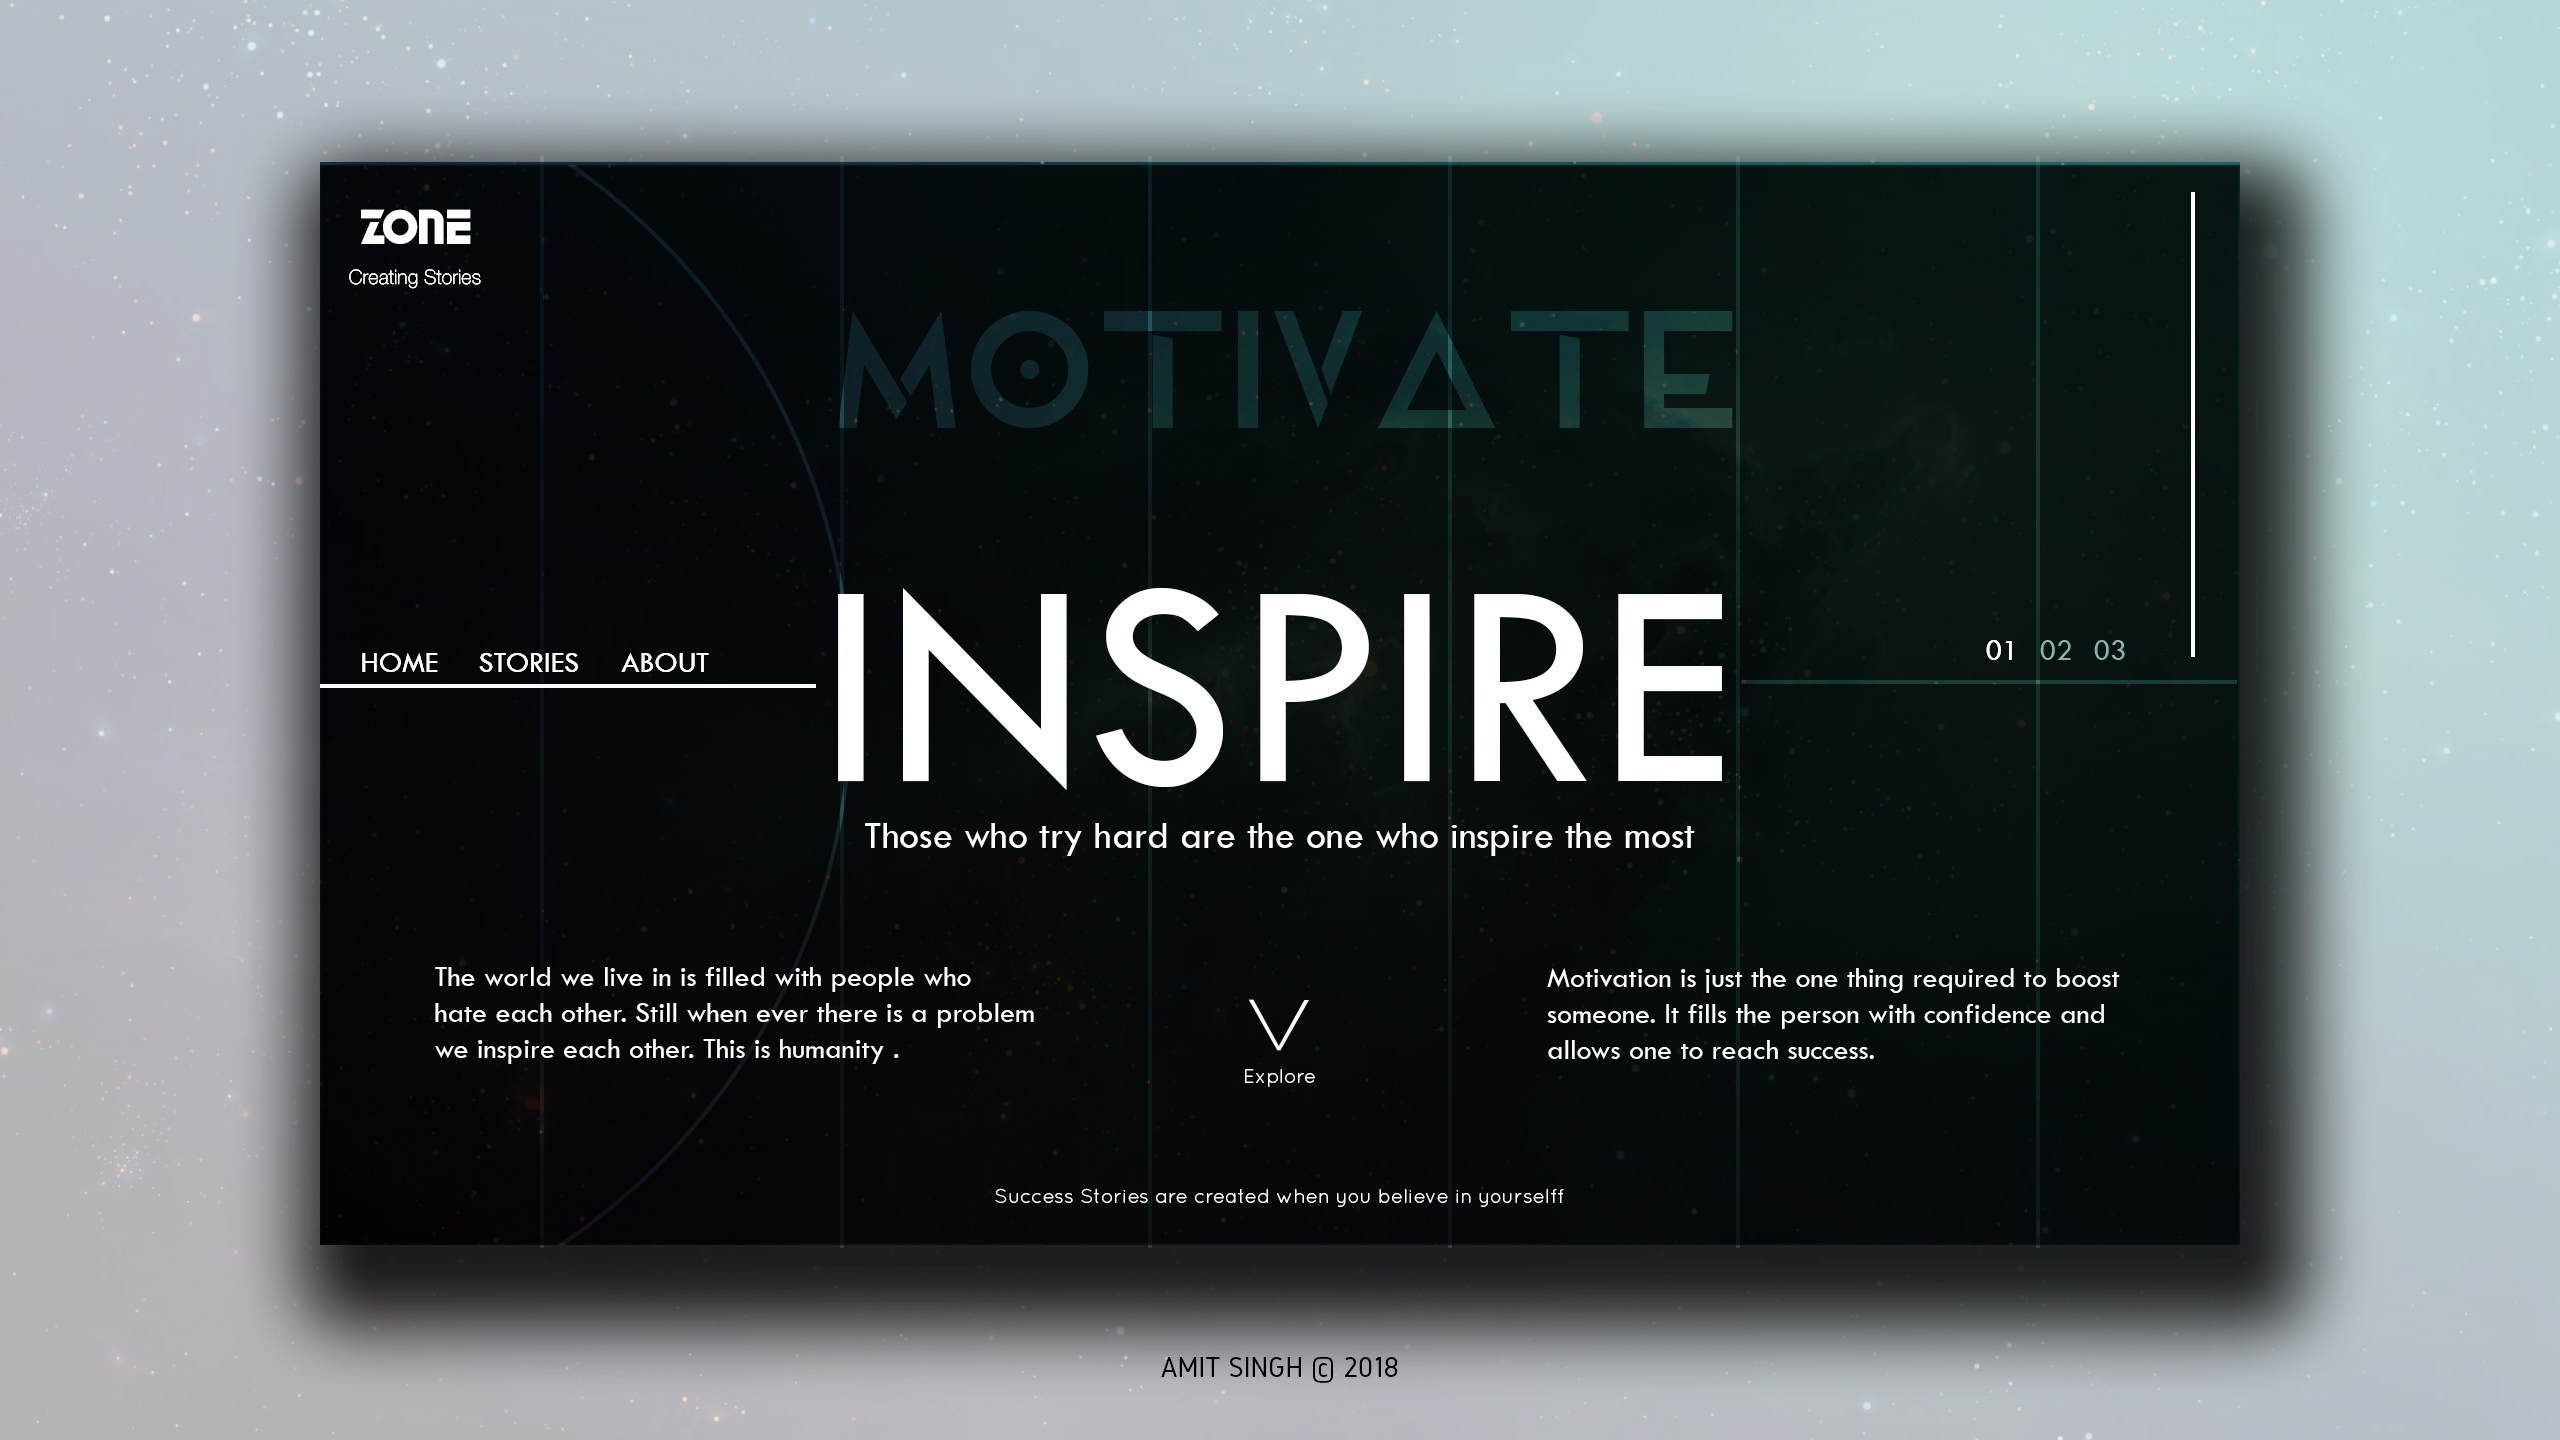 ZONE
Creating Stories
MOTIVATE
INSPIRE
HOME STORIES ABOUT
01 02 03
Those who try hard are the one who inspire the most
The world we live in is filled with people who
hate each other. Still when ever there is a problem
we inspire each other. This is humanity .
Motivation is just the one thing required to boost
someone. It fills the person with confidence and
allows one to reach success.
Explore
Success Stories are created when you believe in yourselff
AMIT SINGH © 2018